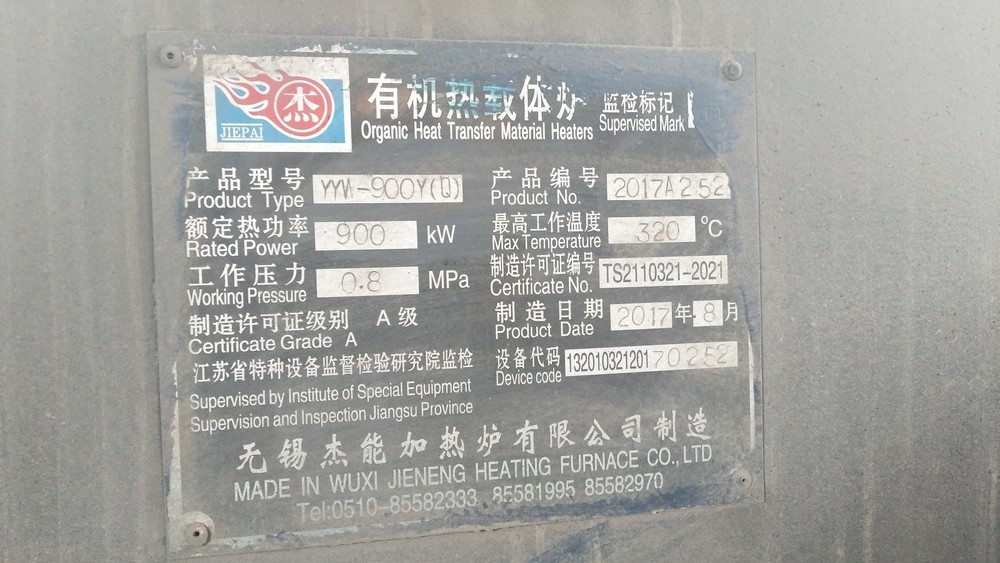 杰
JIEPAI
有机热载体炉 监检标记
Organic Heat Transfer Material Heaters Supervised Mark
产品型号 YYW-900Y(Q) 产品编号 2017A252
Product Type Product No.
额定热功率 900 kW 最高工作温度 320 °C
Rated Power Max Temperature
工作压力 0.8 MPa 制造许可证编号 TS2110321-2021
Working Pressure Certificate No.
制造许可证级别 A 级 制造日期 2017 年 8 月
Certificate Grade A Product Date
江苏省特种设备监督检验研究院监检 设备代码 13201032120170252
Supervised by Institute of Special Equipment Device code
Supervision and Inspection Jiangsu Province
无锡杰能加热炉有限公司制造
MADE IN WUXI JIENENG HEATING FURNACE CO., LTD
Tel:0510-85582333 85581995 85582970